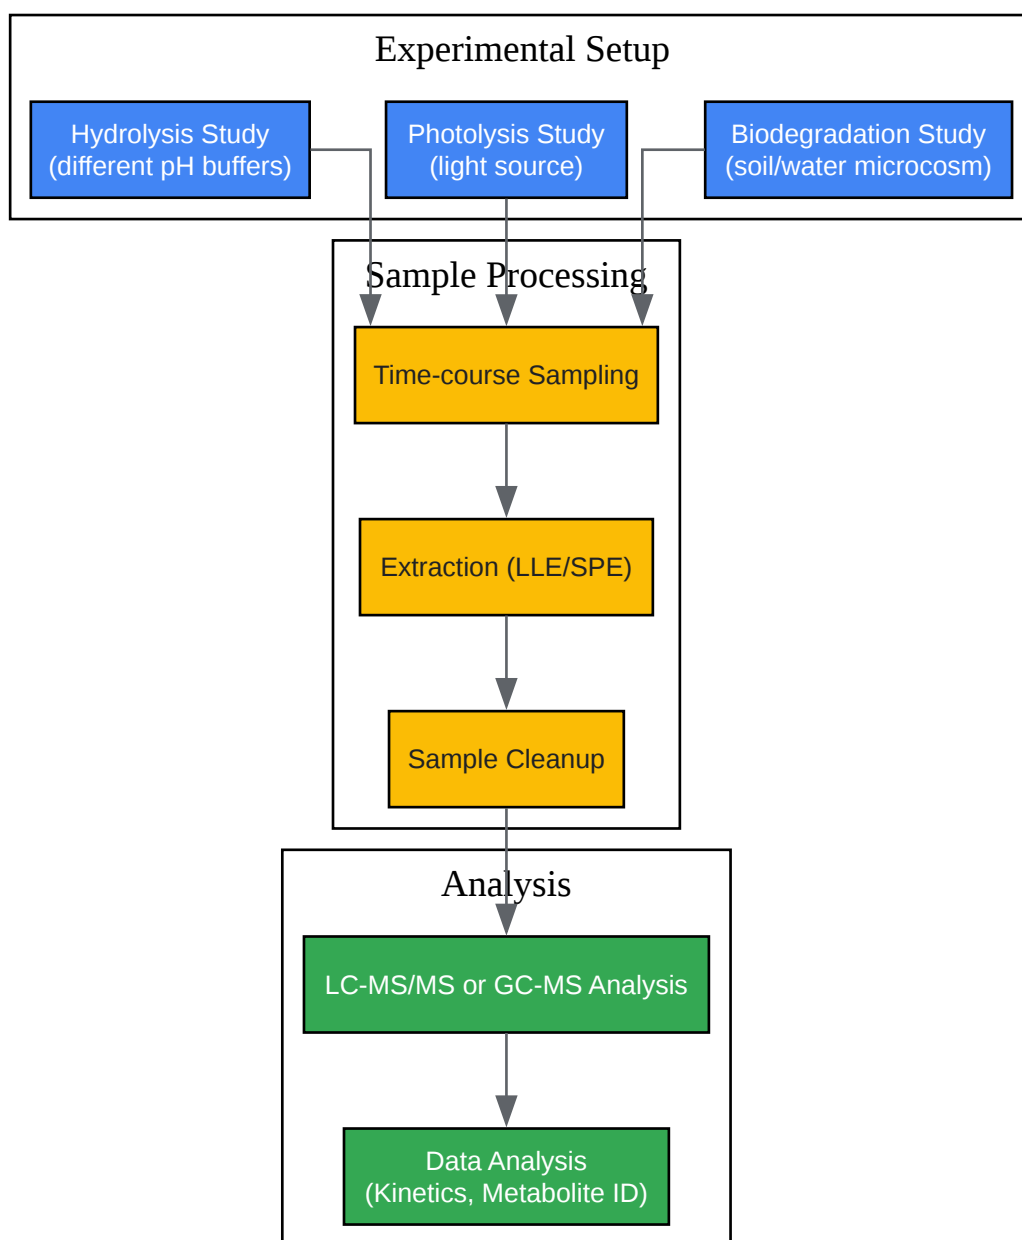 Experimental Setup
Hydrolysis Study
(different pH buffers)
Photolysis Study
(light source)
Biodegradation Study
(soil/water microcosm)
Sample Processing
Time-course Sampling
Extraction (LLE/SPE)
Sample Cleanup
Analysis
LC-MS/MS or GC-MS Analysis
Data Analysis
(Kinetics, Metabolite ID)